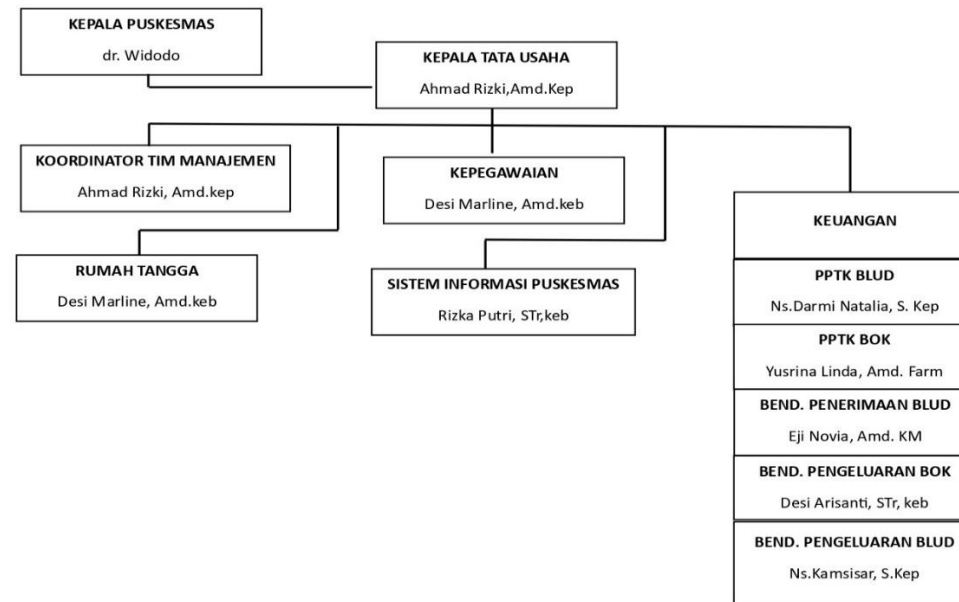 KEPALA PUSKESMAS
dr. Widodo
KEPALA TATA USAHA
Ahmad Rizki,Amd.Kep
KOORDINATOR TIM MANAJEMEN
Ahmad Rizki, Amd.kep
KEPEGAWAIAN
Desi Marline, Amd.keb
RUMAH TANGGA
Desi Marline, Amd.keb
SISTEM INFORMASI PUSKESMAS
Rizka Putri, STr,keb
KEUANGAN
PPTK BLUD
Ns.Darmi Natalia, S. Kep
PPTK BOK
Yusrina Linda, Amd. Farm
BEND. PENERIMAAN BLUD
Eji Novia, Amd. KM
BEND. PENGELUARAN BOK
Desi Arisanti, STr, keb
BEND. PENGELUARAN BLUD
Ns.Kamsisar, S.Kep